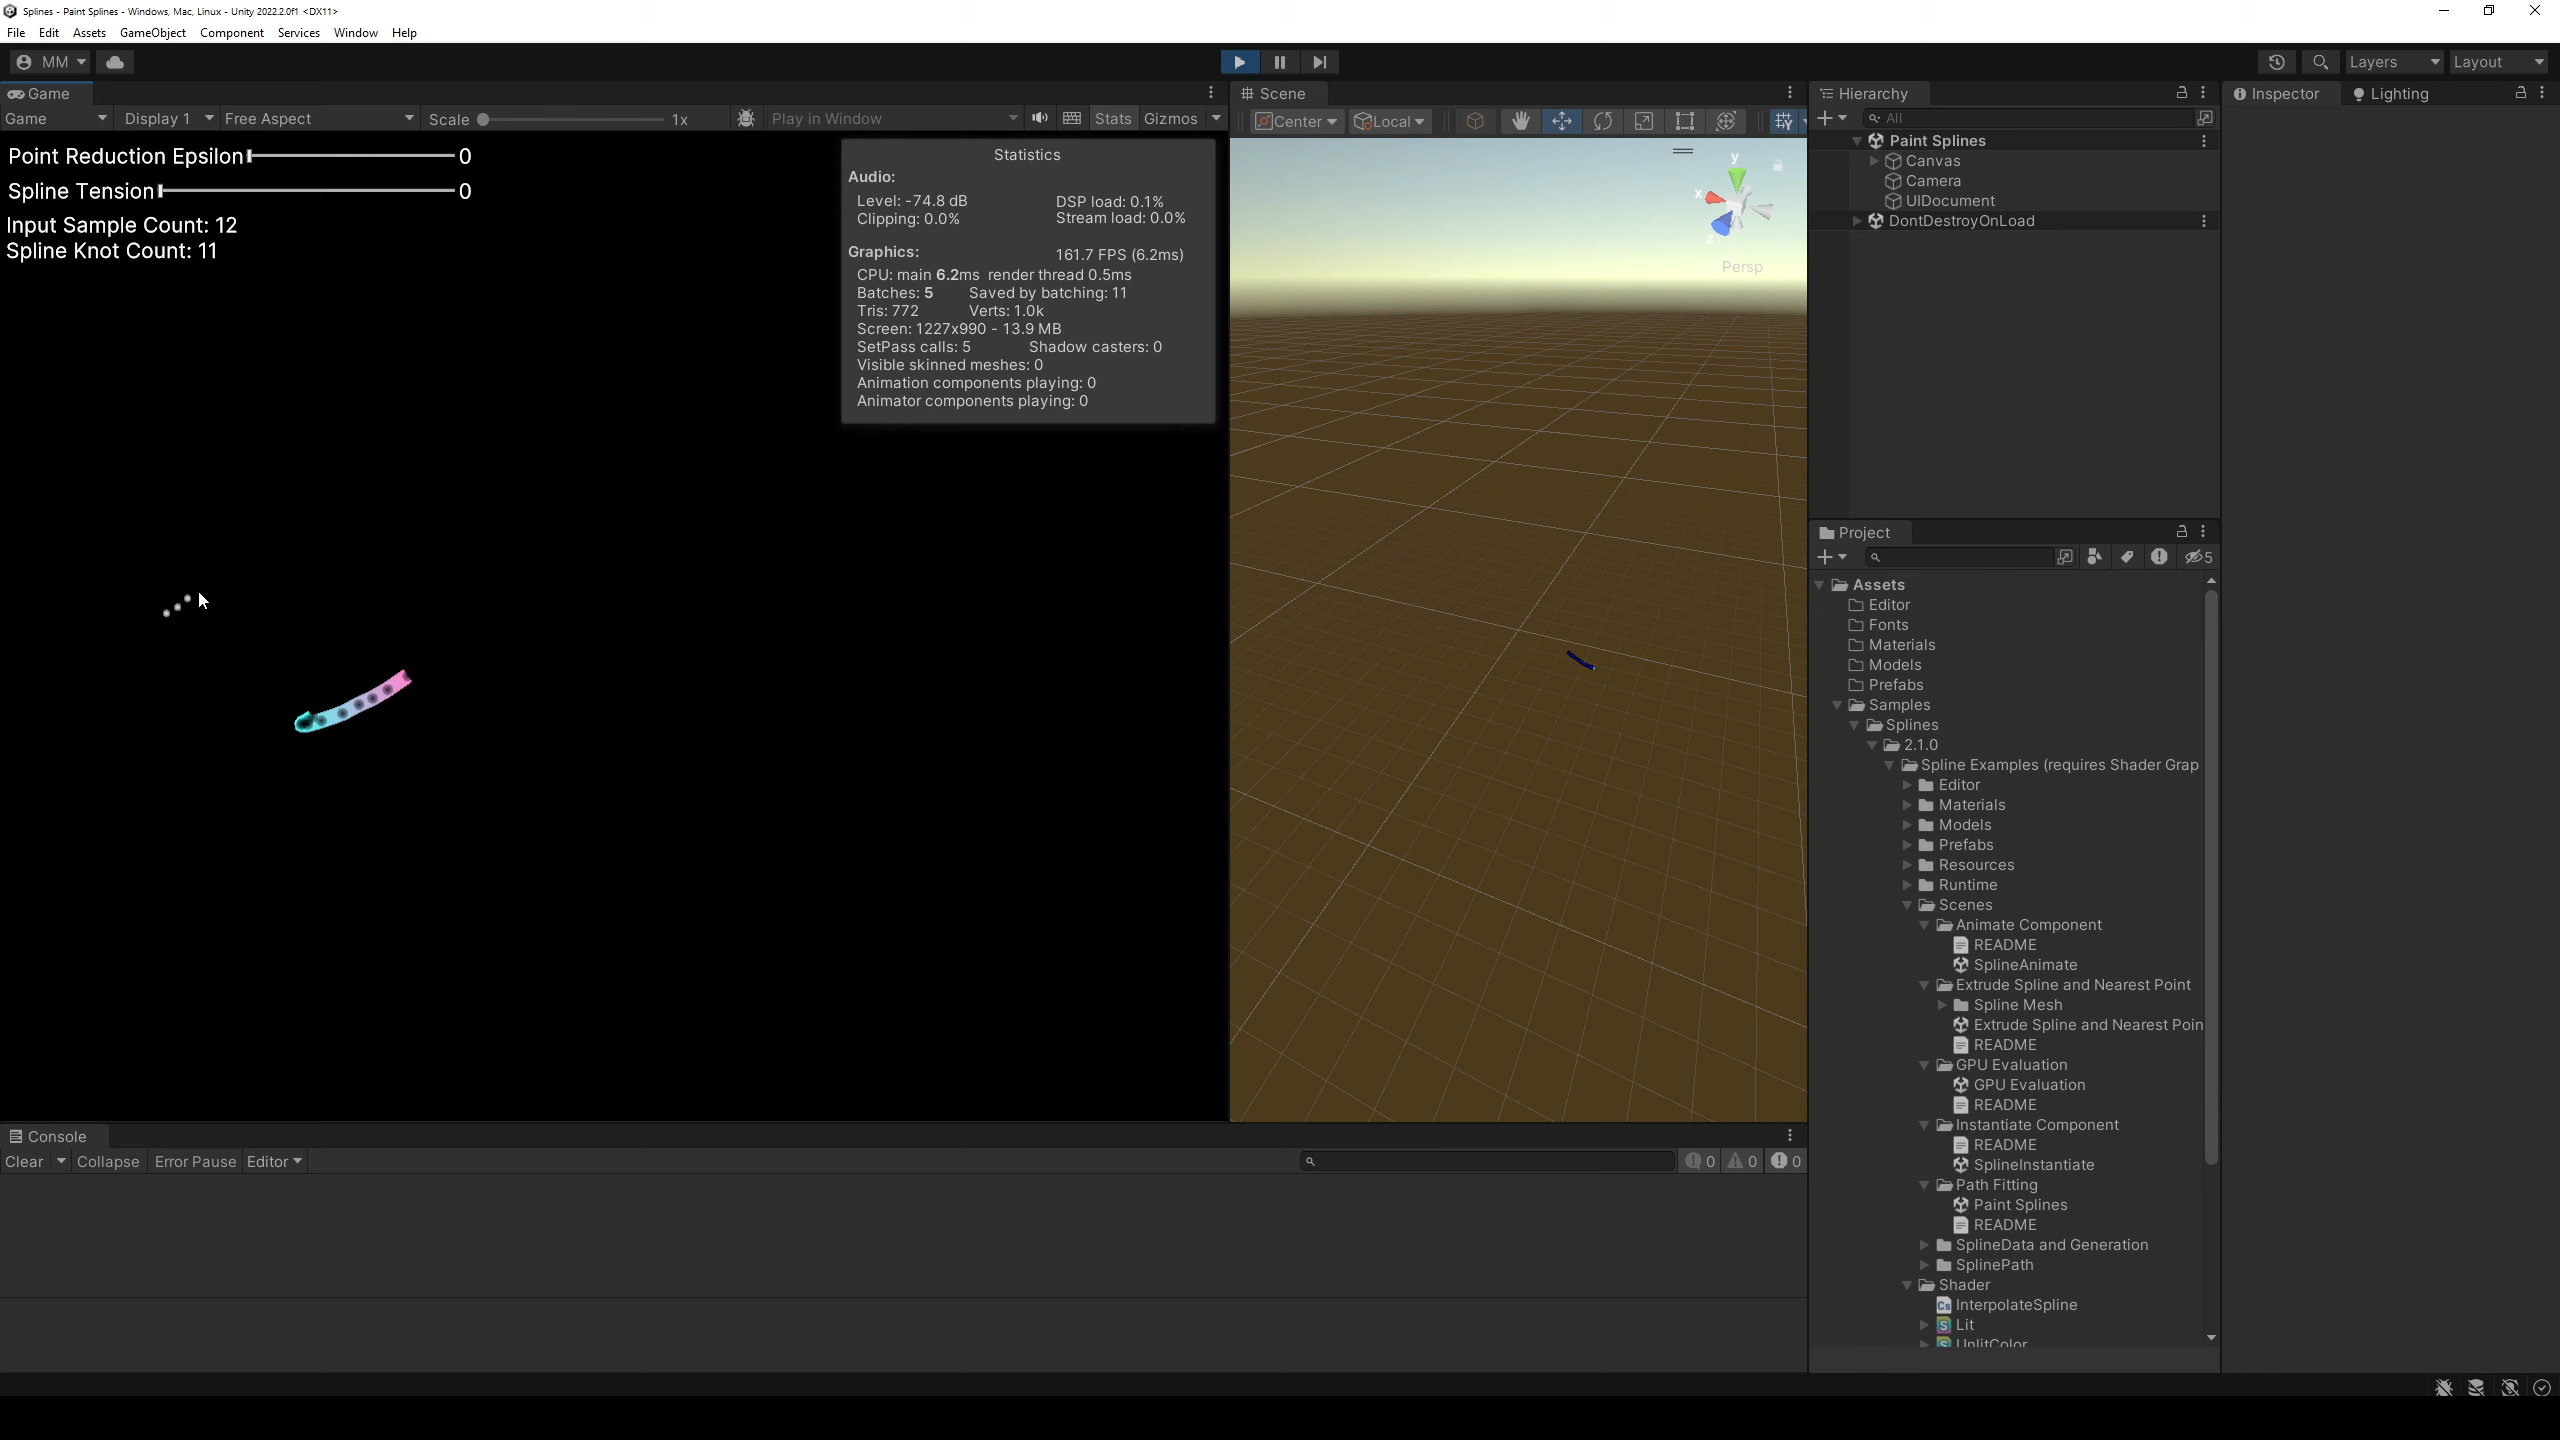 Splines - Paint Splines - Windows, Mac, Linux - Unity 2022.2.0f1 <DX11>
File Edit Assets GameObject Component Services Window Help
MM Layers Layout
Game
Game Display 1 Free Aspect Scale 1x Play in Window Stats Gizmos
Point Reduction Epsilon 0
Spline Tension 0
Input Sample Count: 12
Spline Knot Count: 11
Statistics
Audio:
Level: -74.8 dB DSP load: 0.1%
Clipping: 0.0% Stream load: 0.0%
Graphics: 161.7 FPS (6.2ms)
CPU: main 6.2ms render thread 0.5ms
Batches: 5 Saved by batching: 11
Tris: 772 Verts: 1.0k
Screen: 1227x990 - 13.9 MB
SetPass calls: 5 Shadow casters: 0
Visible skinned meshes: 0
Animation components playing: 0
Animator components playing: 0
Scene
Center Local
y
x
z
Persp
Hierarchy
All
Paint Splines
Canvas
Camera
UIDocument
DontDestroyOnLoad
Inspector Lighting
Project
5
Assets
Editor
Fonts
Materials
Models
Prefabs
Samples
Splines
2.1.0
Spline Examples (requires Shader Grap
Editor
Materials
Models
Prefabs
Resources
Runtime
Scenes
Animate Component
README
SplineAnimate
Extrude Spline and Nearest Point
Spline Mesh
Extrude Spline and Nearest Poin
README
GPU Evaluation
GPU Evaluation
README
Instantiate Component
README
SplineInstantiate
Path Fitting
Paint Splines
README
SplineData and Generation
SplinePath
Shader
InterpolateSpline
Lit
UnlitColor
Console
Clear Collapse Error Pause Editor 0 0 0